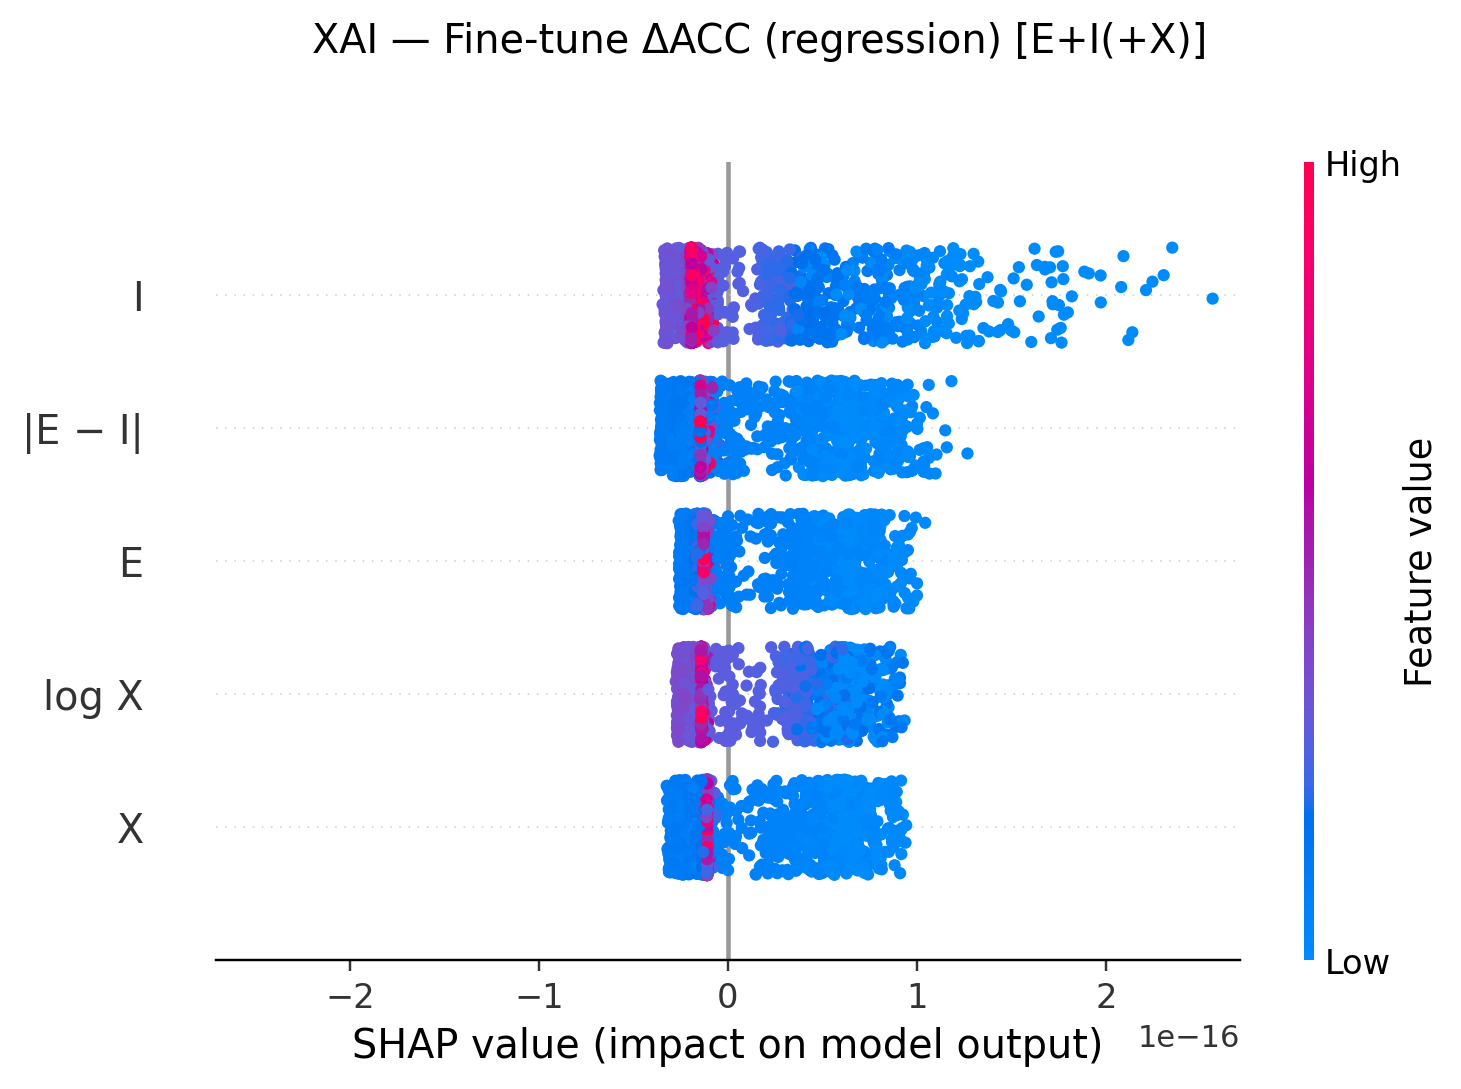 XAI — Fine-tune ΔACC (regression) [E+I(+X)]
High
I
|E − I|
E
log X
X
Feature value
Low
−2 −1 0 1 2
1e−16
SHAP value (impact on model output)